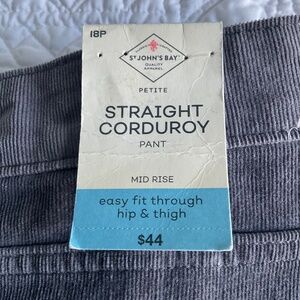 18P
ST JOHN'S BAY
QUALITY
APPAREL
PETITE
STRAIGHT
CORDUROY
PANT
MID RISE
easy fit through
hip & thigh
$44